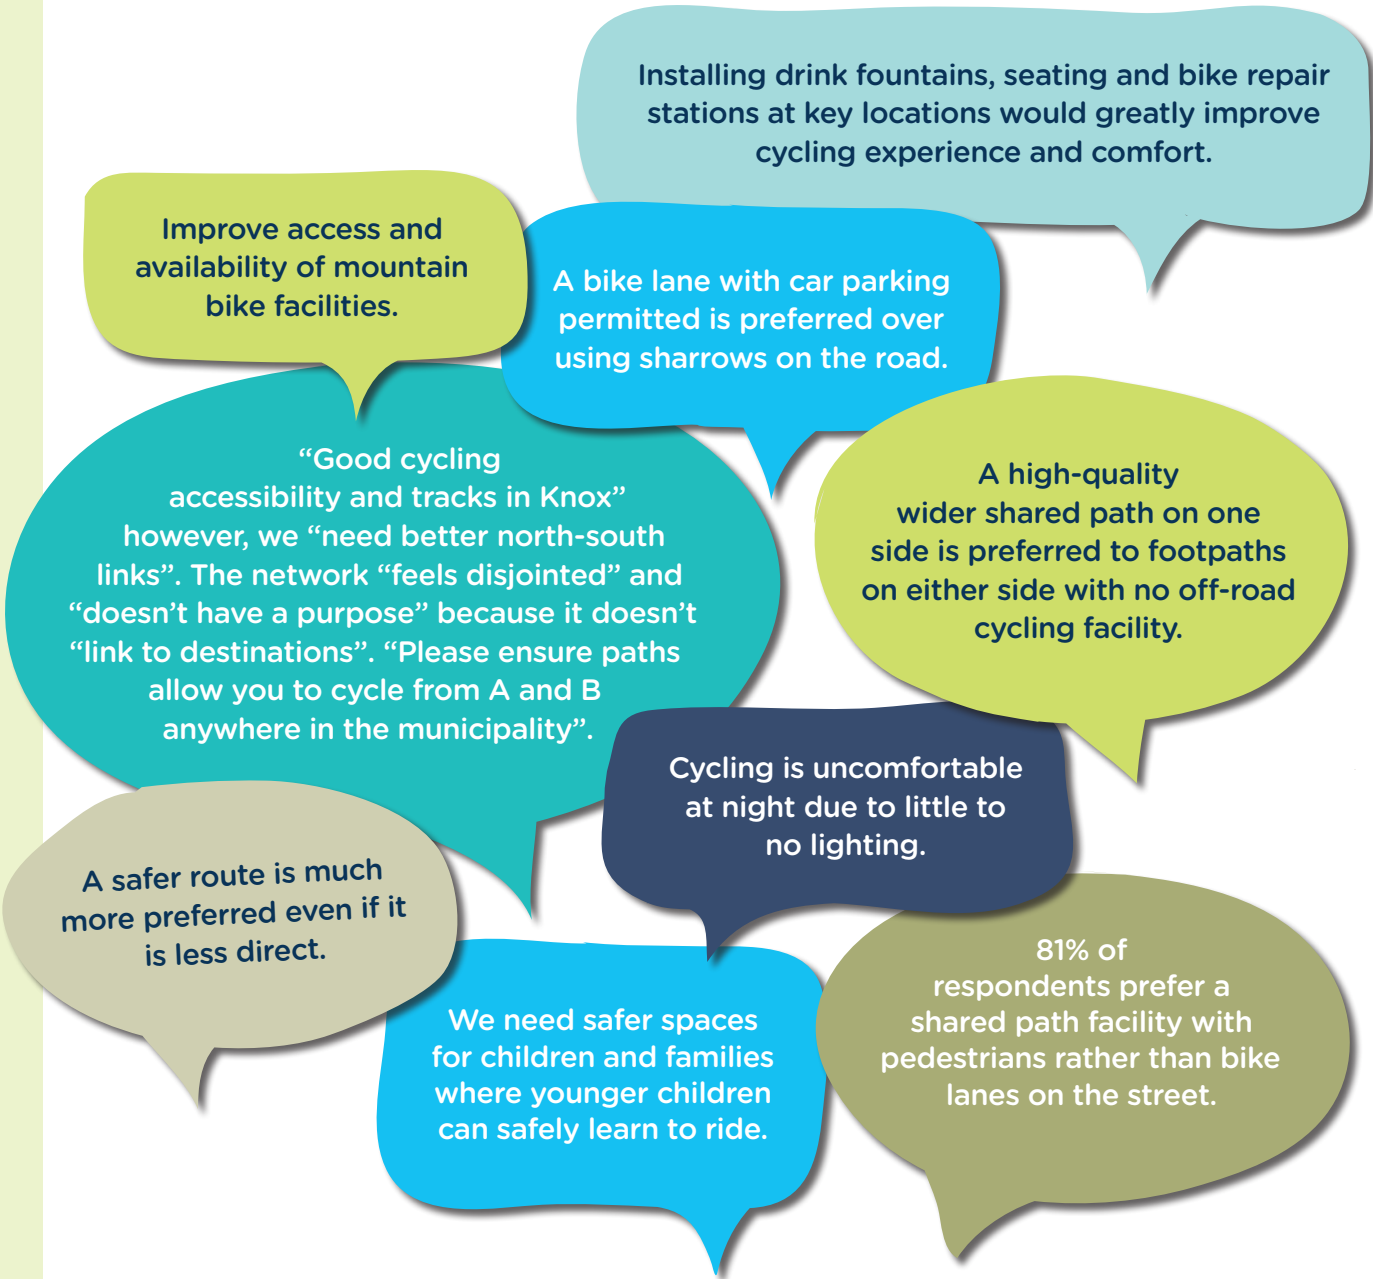 Installing drink fountains, seating and bike repair
stations at key locations would greatly improve
cycling experience and comfort.
Improve access and
availability of mountain
bike facilities.
A bike lane with car parking
permitted is preferred over
using sharrows on the road.
“Good cycling
accessibility and tracks in Knox”
however, we “need better north-south
links”. The network “feels disjointed” and
“doesn’t have a purpose” because it doesn’t
“link to destinations”. “Please ensure paths
allow you to cycle from A and B
anywhere in the municipality”.
A high-quality
wider shared path on one
side is preferred to footpaths
on either side with no off-road
cycling facility.
Cycling is uncomfortable
at night due to little to
no lighting.
A safer route is much
more preferred even if it
is less direct.
We need safer spaces
for children and families
where younger children
can safely learn to ride.
81% of
respondents prefer a
shared path facility with
pedestrians rather than bike
lanes on the street.